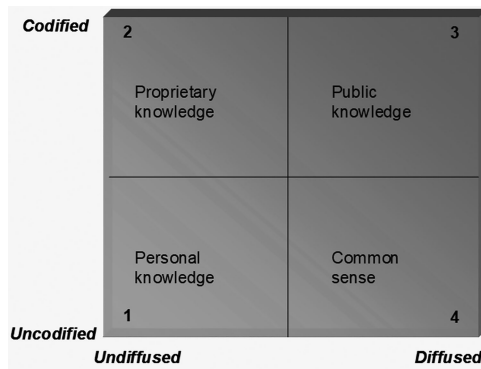 Codified
2
3
Proprietary
knowledge
Public
knowledge
Personal
knowledge
Common
sense
1
4
Uncodified
Undiffused
Diffused